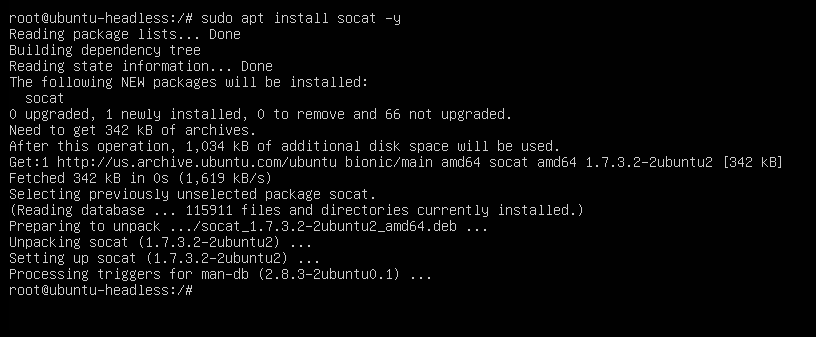 root@ubuntu-headless:/# sudo apt install socat -y
Reading package lists... Done
Building dependency tree
Reading state information... Done
The following NEW packages will be installed:
  socat
0 upgraded, 1 newly installed, 0 to remove and 66 not upgraded.
Need to get 342 kB of archives.
After this operation, 1,034 kB of additional disk space will be used.
Get:1 http://us.archive.ubuntu.com/ubuntu bionic/main amd64 socat amd64 1.7.3.2-2ubuntu2 [342 kB]
Fetched 342 kB in 0s (1,619 kB/s)
Selecting previously unselected package socat.
(Reading database ... 115911 files and directories currently installed.)
Preparing to unpack .../socat_1.7.3.2-2ubuntu2_amd64.deb ...
Unpacking socat (1.7.3.2-2ubuntu2) ...
Setting up socat (1.7.3.2-2ubuntu2) ...
Processing triggers for man-db (2.8.3-2ubuntu0.1) ...
root@ubuntu-headless:/#